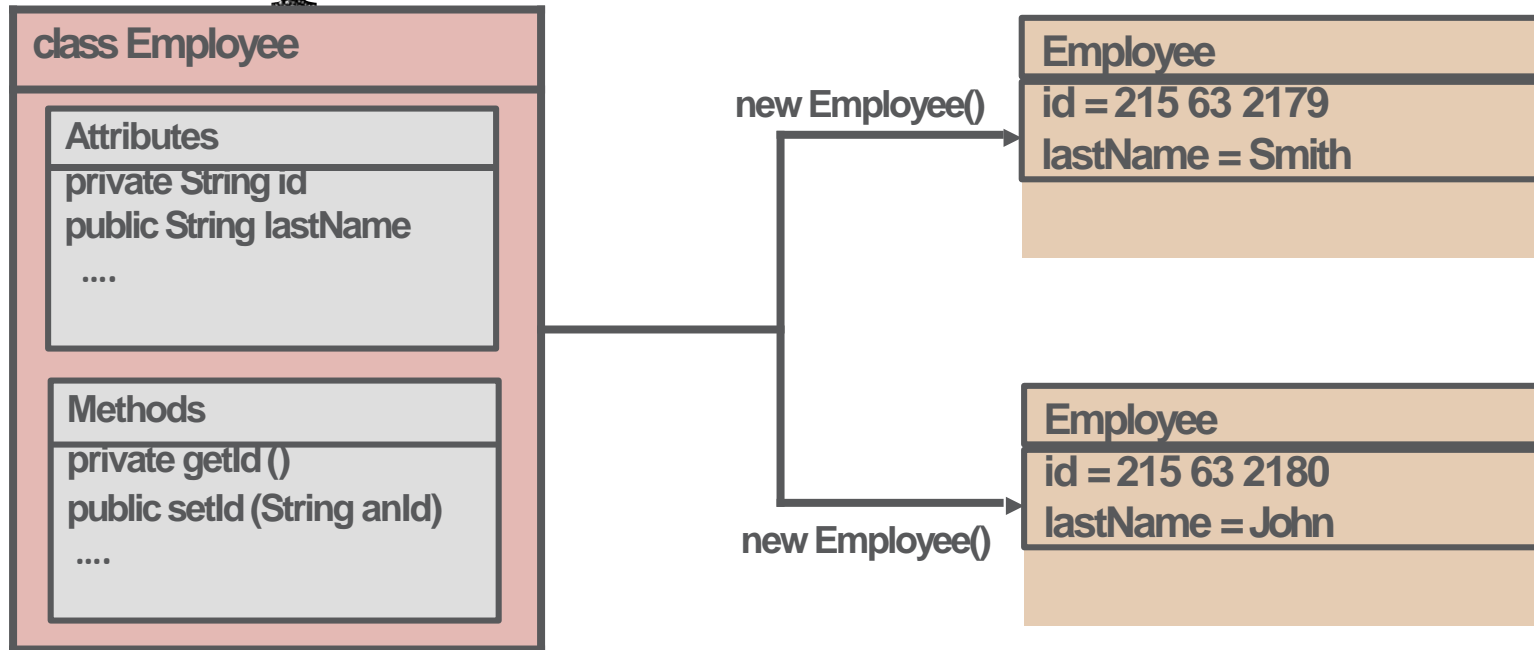 class Employee
Attributes
private String id
public String lastName
....
Methods
private getId ()
public setId (String anId)
....
new Employee()
Employee
id = 215 63 2179
lastName = Smith
new Employee()
Employee
id = 215 63 2180
lastName = John